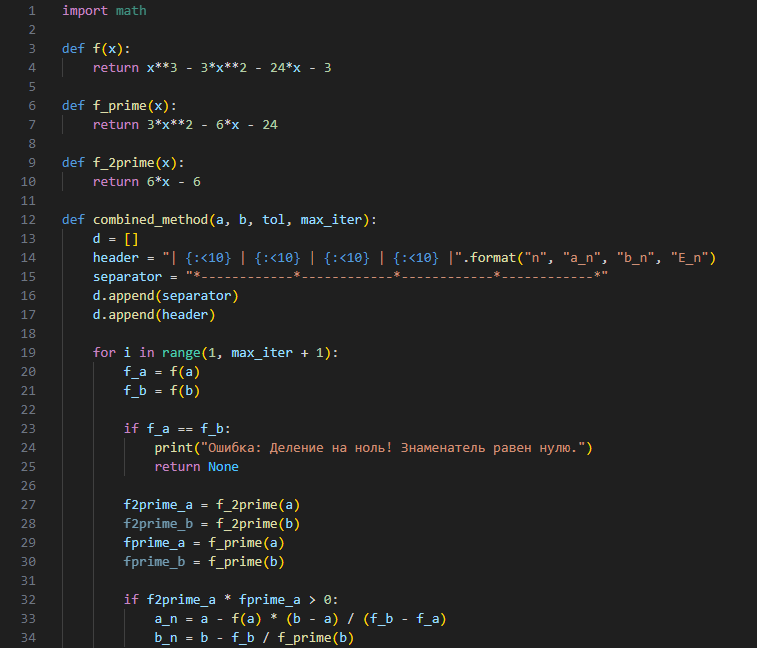 1 import math
2
3 def f(x):
4     return x**3 - 3*x**2 - 24*x - 3
5
6 def f_prime(x):
7     return 3*x**2 - 6*x - 24
8
9 def f_2prime(x):
10     return 6*x - 6
11
12 def combined_method(a, b, tol, max_iter):
13     d = []
14     header = "| {:<10} | {:<10} | {:<10} | {:<10} |".format("n", "a_n", "b_n", "E_n")
15     separator = "*------------*------------*------------*------------*"
16     d.append(separator)
17     d.append(header)
18
19     for i in range(1, max_iter + 1):
20         f_a = f(a)
21         f_b = f(b)
22
23         if f_a == f_b:
24             print("Ошибка: Деление на ноль! Знаменатель равен нулю.")
25             return None
26
27         f2prime_a = f_2prime(a)
28         f2prime_b = f_2prime(b)
29         fprime_a = f_prime(a)
30         fprime_b = f_prime(b)
31
32         if f2prime_a * fprime_a > 0:
33             a_n = a - f(a) * (b - a) / (f_b - f_a)
34             b_n = b - f_b / f_prime(b)